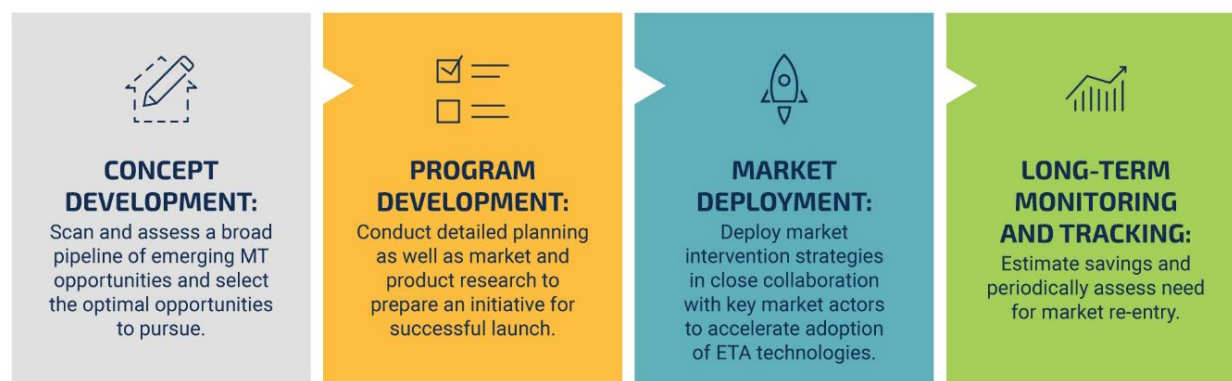 CONCEPT
DEVELOPMENT:
Scan and assess a broad
pipeline of emerging MT
opportunities and select
the optimal opportunities
to pursue.
PROGRAM
DEVELOPMENT:
Conduct detailed planning
as well as market and
product research to
prepare an initiative for
successful launch.
MARKET
DEPLOYMENT:
Deploy market
intervention strategies
in close collaboration
with key market actors
to accelerate adoption
of ETA technologies.
LONG-TERM
MONITORING
AND TRACKING:
Estimate savings and
periodically assess need
for market re-entry.